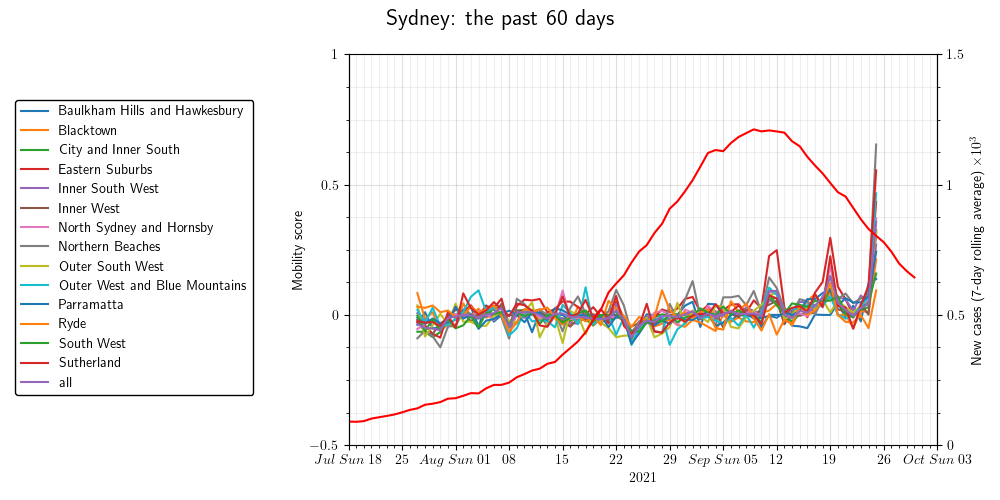 Sydney: the past 60 days
Baulkham Hills and Hawkesbury
Blacktown
City and Inner South
Eastern Suburbs
Inner South West
Inner West
North Sydney and Hornsby
Northern Beaches
Outer South West
Outer West and Blue Mountains
Parramatta
Ryde
South West
Sutherland
all
Mobility score
1
0.5
0
−0.5
1.5
1
0.5
0
New cases (7-day rolling average) ×10³
Jul Sun 18 25 Aug Sun 01 08 15 22 29 Sep Sun 05 12 19 26 Oct Sun 03
2021